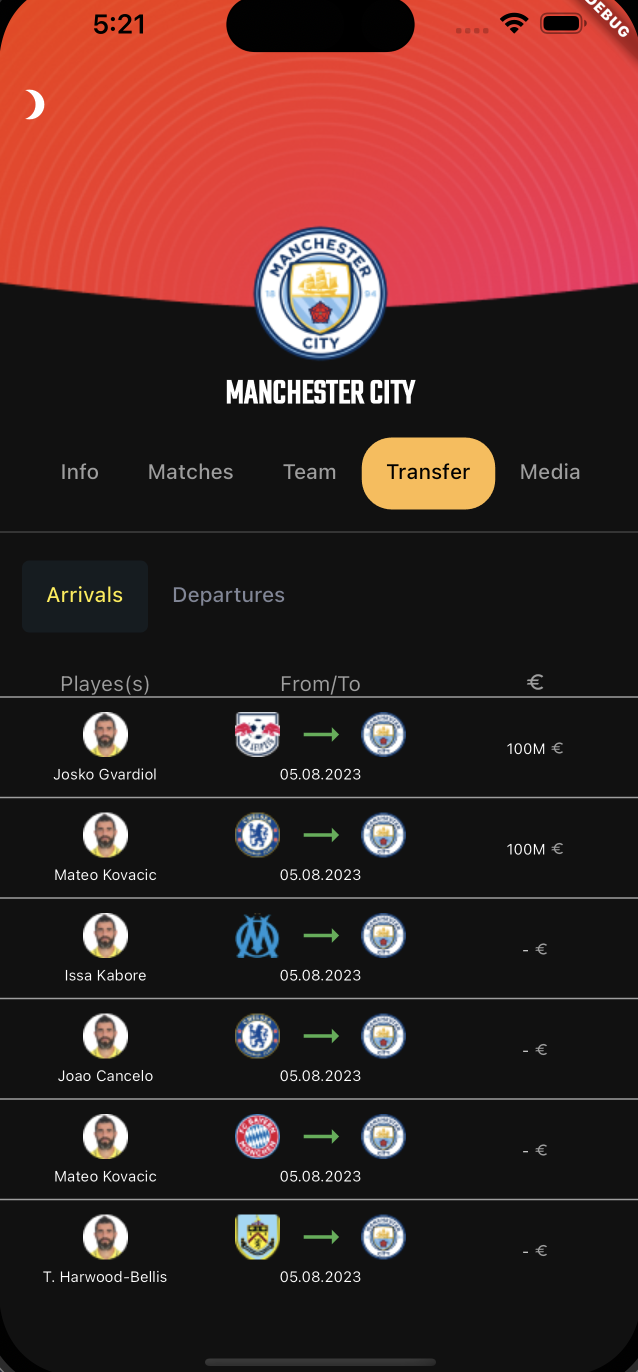 5:21
DEBUG
MANCHESTER
18 94
CITY
MANCHESTER CITY
Info Matches Team Transfer Media
Arrivals Departures
Playes(s) From/To €
100M €
Josko Gvardiol 05.08.2023
100M €
Mateo Kovacic 05.08.2023
- €
Issa Kabore 05.08.2023
- €
Joao Cancelo 05.08.2023
- €
Mateo Kovacic 05.08.2023
- €
T. Harwood-Bellis 05.08.2023